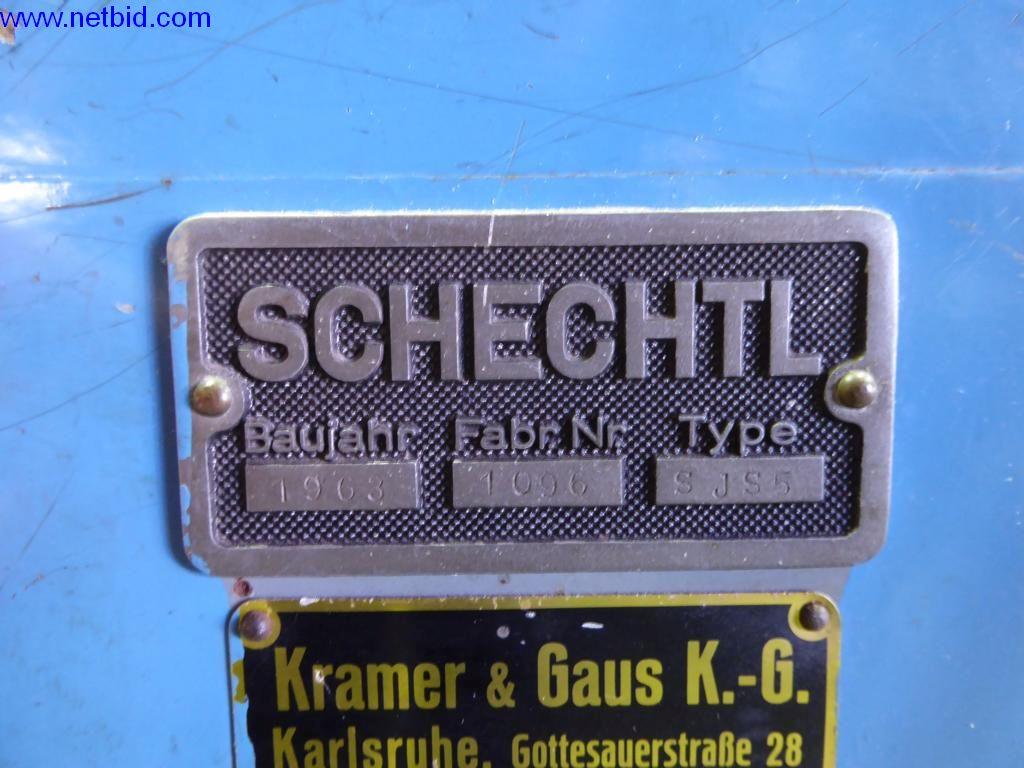 www.netbid.com
SCHECHTL
Baujahr Fabr Nr Type
1963 1096 SJS5
Kramer & Gaus K.-G.
Karlsruhe, Gottesauerstraße 28